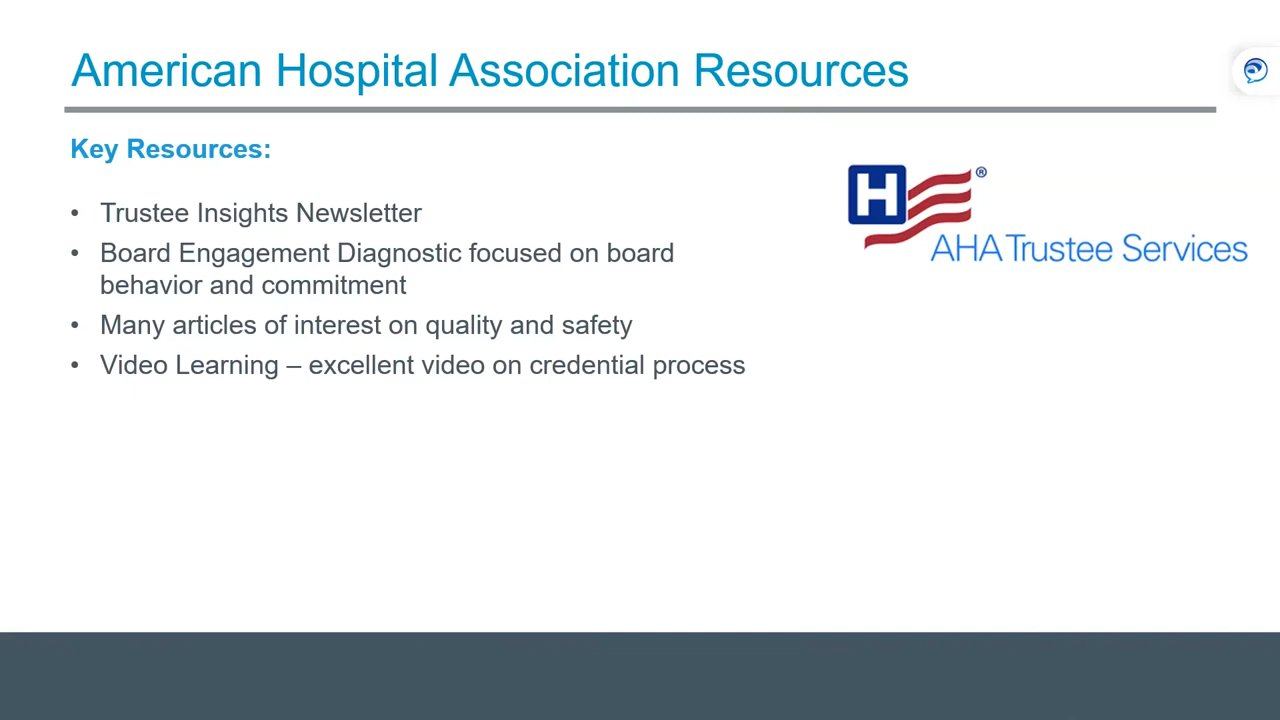 American Hospital Association Resources
Key Resources:
• Trustee Insights Newsletter
• Board Engagement Diagnostic focused on board
behavior and commitment
• Many articles of interest on quality and safety
• Video Learning – excellent video on credential process
H ®
AHA Trustee Services